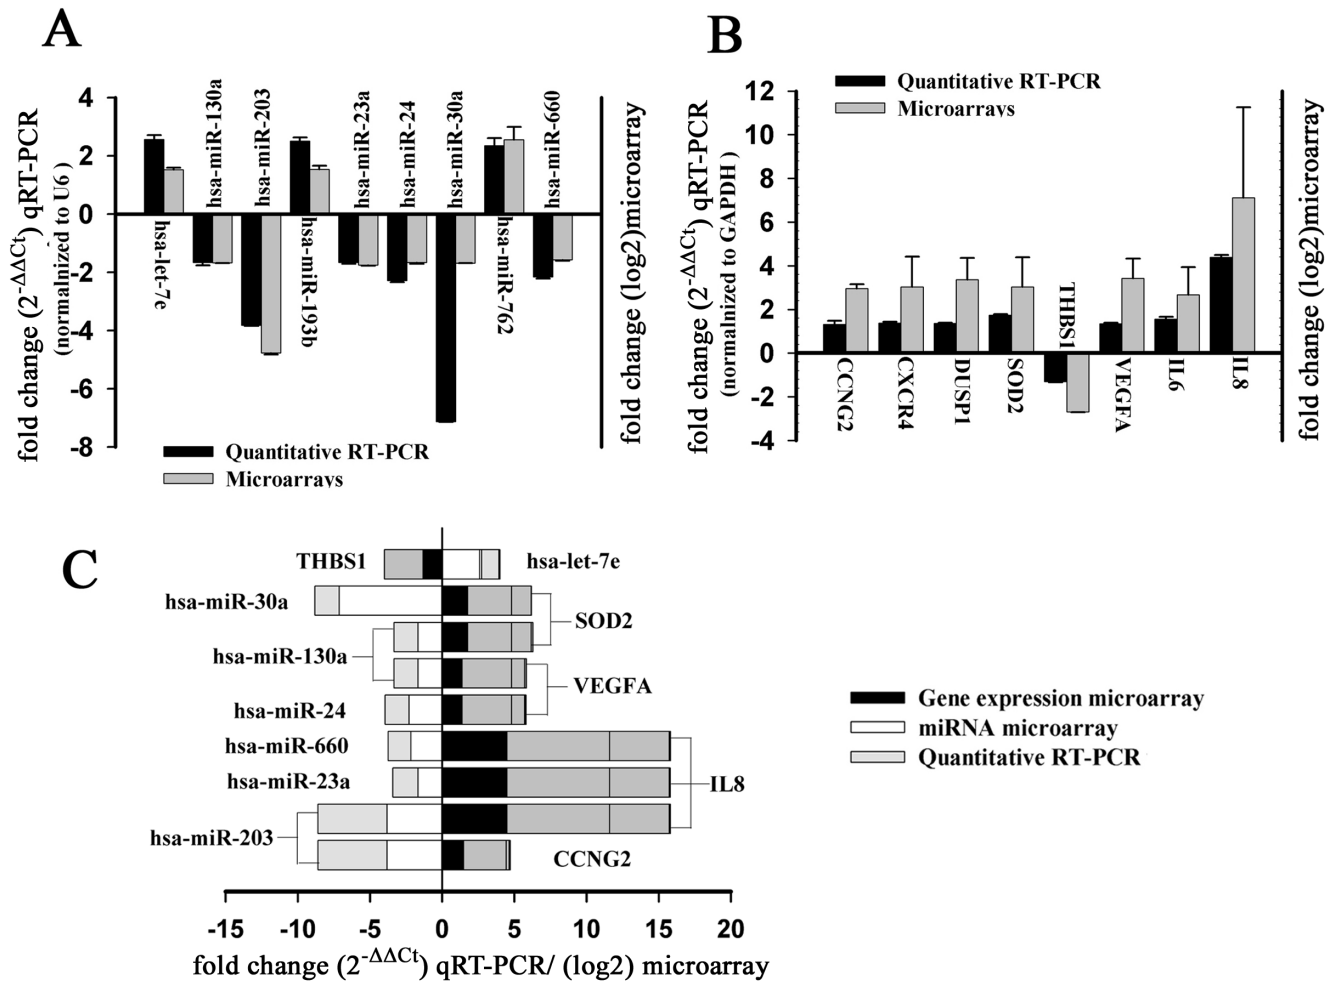 A
fold change (2^-ΔΔCt) qRT-PCR
(normalnized to U6)
4
2
0
-2
-4
-6
-8
hsa-let-7e
hsa-miR-130a
hsa-miR-203
hsa-miR-193b
hsa-miR-23a
hsa-miR-24
hsa-miR-30a
hsa-miR-762
hsa-miR-660
fold change (log2)microarray
Quantitative RT-PCR
Microarrays
B
fold change (2^-ΔΔCt) qRT-PCR
(normalnized to GAPDH )
12
10
8
6
4
2
0
-2
-4
Quantitative RT-PCR
Microarrays
CCNG2
CXCR4
DUSP1
SOD2
THBS1
VEGFA
IL6
IL8
fold change (log2)microarray
C
THBS1
hsa-let-7e
hsa-miR-30a
SOD2
hsa-miR-130a
VEGFA
hsa-miR-24
hsa-miR-660
hsa-miR-23a
IL8
hsa-miR-203
CCNG2
Gene expression microarray
miRNA microarray
Quantitative RT-PCR
-15 -10 -5 0 5 10 15 20
fold change (2^-ΔΔCt) qRT-PCR/ (log2) microarray